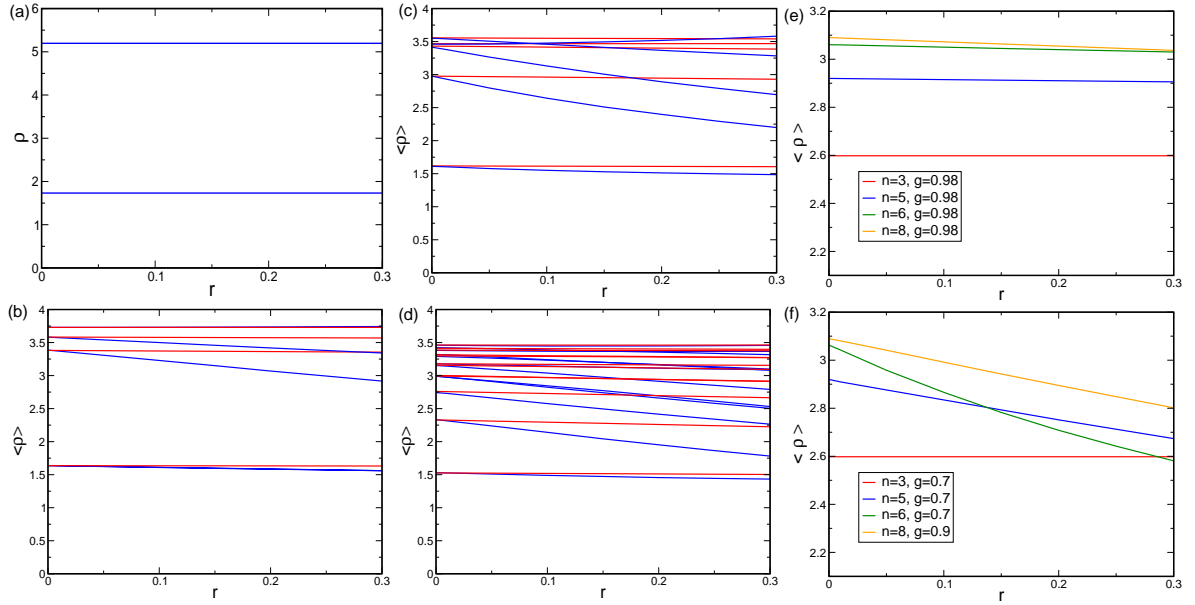 (a)
6
5
4
3
2
1
0
ρ
0
0.1
0.2
0.3
r
(b)
4
3.5
3
2.5
2
1.5
1
0.5
0
<ρ>
0
0.1
0.2
0.3
r
(c)
4
3.5
3
2.5
2
1.5
1
0.5
0
<ρ>
0
0.1
0.2
0.3
r
(d)
4
3.5
3
2.5
2
1.5
1
0.5
0
<ρ>
0
0.1
0.2
0.3
r
(e)
3.2
3
2.8
2.6
2.4
2.2
< ρ >
n=3, g=0.98
n=5, g=0.98
n=6, g=0.98
n=8, g=0.98
0
0.1
0.2
0.3
r
(f)
3.2
3
2.8
2.6
2.4
2.2
< ρ >
n=3, g=0.7
n=5, g=0.7
n=6, g=0.7
n=8, g=0.9
0
0.1
0.2
0.3
r